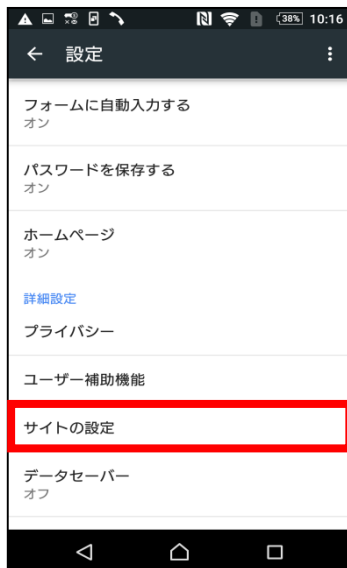 38% 10:16
設定
フォームに自動入力する
オン
パスワードを保存する
オン
ホームページ
オン
詳細設定
プライバシー
ユーザー補助機能
サイトの設定
データセーバー
オフ